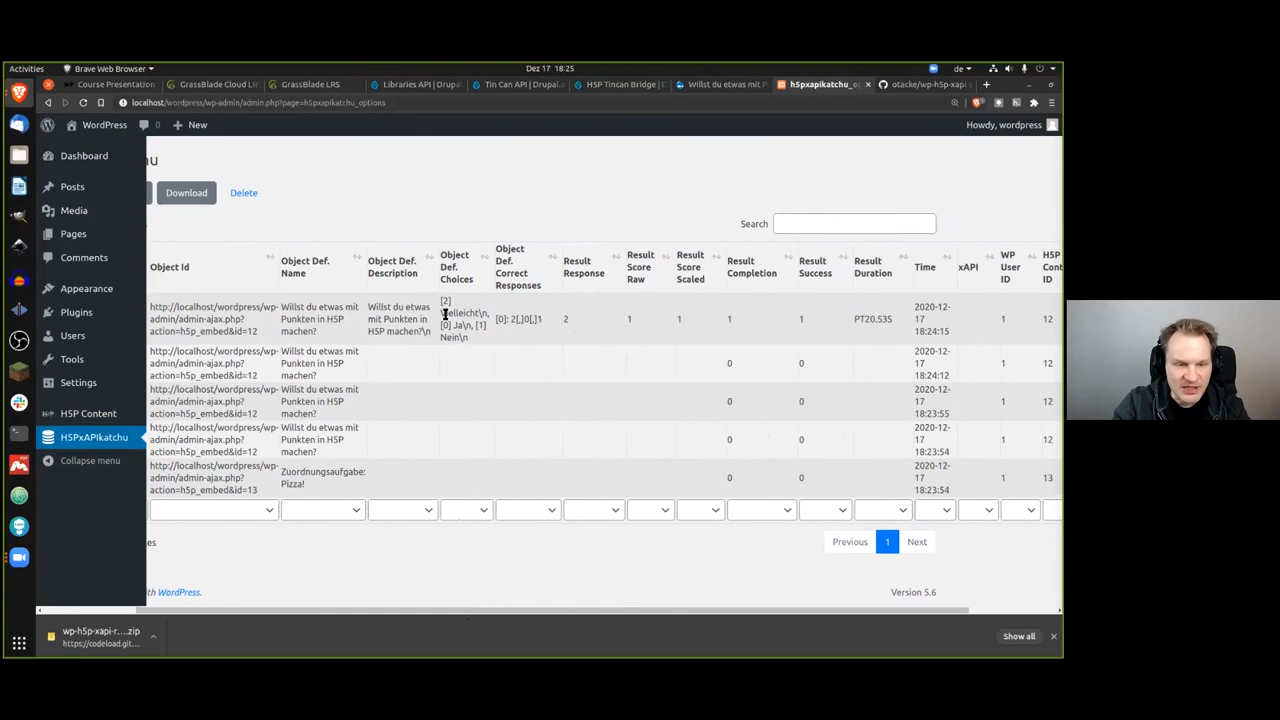 Activities
Brave Web Browser
Dez 17 18:25
de
Course Presentation
GrassBlade Cloud LRS
GrassBlade LRS
Libraries API | Drupal
Tin Can API | Drupal.
H5P Tincan Bridge | D
Willst du etwas mit P
h5pxapikatchu_o
otacke/wp-h5p-xapi
localhost/wordpress/wp-admin/admin.php?page=h5pxapikatchu_options
WordPress
0
New
Howdy, wordpress
Dashboard
Posts
Media
Pages
Comments
Appearance
Plugins
Users
Tools
Settings
H5P Content
H5PxAPIkatchu
Collapse menu
hu
Download
Delete
Search
Object Id
Object Def. Name
Object Def. Description
Object Def. Choices
Object Def. Correct Responses
Result Response
Result Score Raw
Result Score Scaled
Result Completion
Result Success
Result Duration
Time
xAPI
WP User ID
H5P Cont ID
http://localhost/wordpress/wp-
admin/admin-ajax.php?
action=h5p_embed&id=12
Willst du etwas mit
Punkten in H5P
machen?
Willst du etwas
mit Punkten in
H5P machen?\n
[2]
Vielleicht\n,
[0] Ja\n, [1]
Nein\n
[0]: 2[,]0[,]1
2
1
1
1
1
PT20.53S
2020-12-
17
18:24:15
1
12
http://localhost/wordpress/wp-
admin/admin-ajax.php?
action=h5p_embed&id=12
Willst du etwas mit
Punkten in H5P
machen?
0
0
2020-12-
17
18:24:12
1
12
http://localhost/wordpress/wp-
admin/admin-ajax.php?
action=h5p_embed&id=12
Willst du etwas mit
Punkten in H5P
machen?
0
0
2020-12-
17
18:23:55
1
12
http://localhost/wordpress/wp-
admin/admin-ajax.php?
action=h5p_embed&id=12
Willst du etwas mit
Punkten in H5P
machen?
0
0
2020-12-
17
18:23:54
1
12
http://localhost/wordpress/wp-
admin/admin-ajax.php?
action=h5p_embed&id=13
Zuordnungsaufgabe:
Pizza!
0
0
2020-12-
17
18:23:54
1
13
es
Previous
1
Next
ith WordPress.
Version 5.6
wp-h5p-xapi-r....zip
https://codeload.git...
Show all